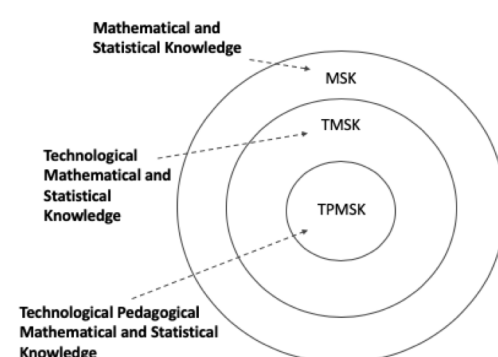 Mathematical and
Statistical Knowledge
MSK
TMSK
Technological
Mathematical and
Statistical
Knowledge
TPMSK
Technological Pedagogical
Mathematical and Statistical
Knowledge